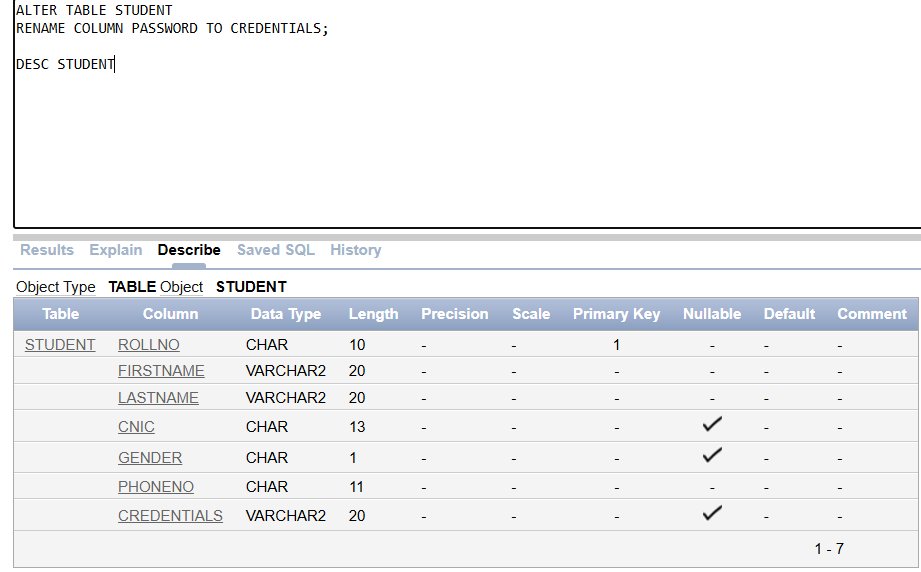 ALTER TABLE STUDENT
RENAME COLUMN PASSWORD TO CREDENTIALS;
DESC STUDENT
Results Explain Describe Saved SQL History
Object Type TABLE Object STUDENT
Table Column Data Type Length Precision Scale Primary Key Nullable Default Comment
STUDENT ROLLNO CHAR 10 - - 1 - - -
FIRSTNAME VARCHAR2 20 - - - - - -
LASTNAME VARCHAR2 20 - - - - - -
CNIC CHAR 13 - - - ✓ - -
GENDER CHAR 1 - - - ✓ - -
PHONENO CHAR 11 - - - - - -
CREDENTIALS VARCHAR2 20 - - - ✓ - -
1 - 7